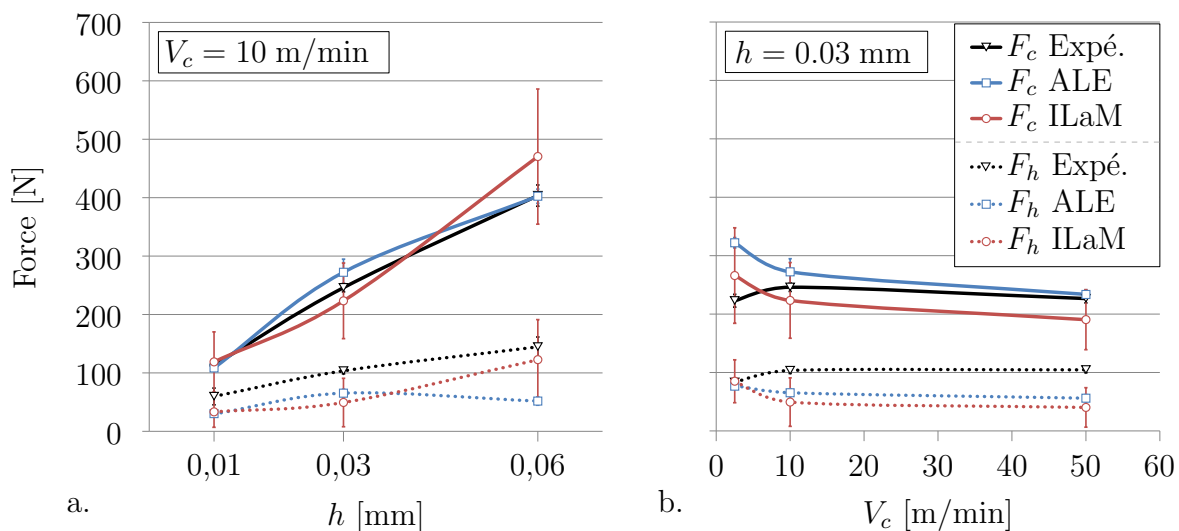 700
600
500
400
300
200
100
0
Force [N]
V_c = 10 m/min
0,01
0,03
0,06
h [mm]
a.
h = 0.03 mm
F_c Expé.
F_c ALE
F_c ILaM
F_h Expé.
F_h ALE
F_h ILaM
0
10
20
30
40
50
60
V_c [m/min]
b.